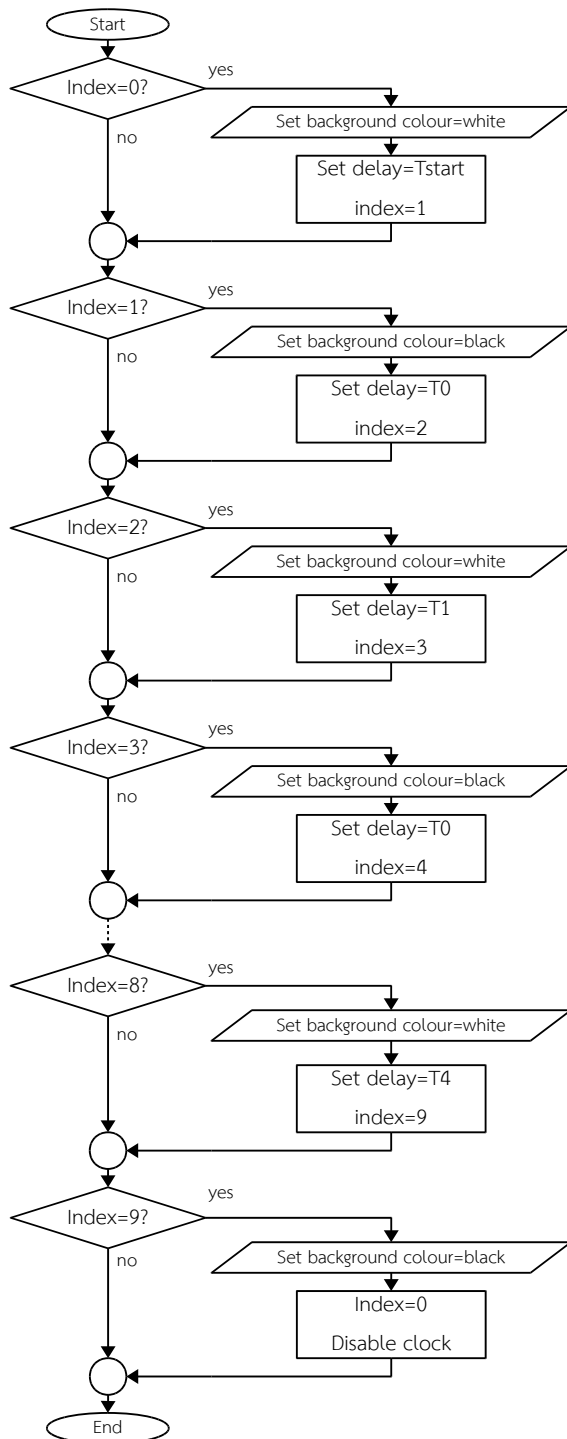 Start
Index=0?
yes
Set background colour=white
no
Set delay=Tstart
index=1
Index=1?
yes
Set background colour=black
no
Set delay=T0
index=2
Index=2?
yes
Set background colour=white
no
Set delay=T1
index=3
Index=3?
yes
Set background colour=black
no
Set delay=T0
index=4
Index=8?
yes
Set background colour=white
no
Set delay=T4
index=9
Index=9?
yes
Set background colour=black
no
Index=0
Disable clock
End